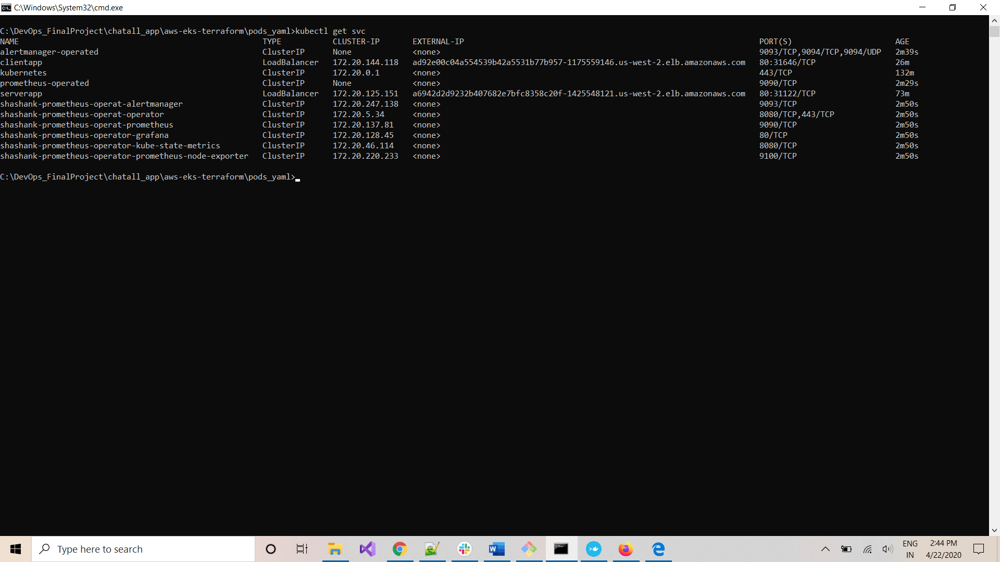 C:\Windows\System32\cmd.exe
C:\DevOps_FinalProject\chatall_app\aws-eks-terraform\pods_yaml>kubectl get svc
NAME TYPE CLUSTER-IP EXTERNAL-IP PORT(S) AGE
alertmanager-operated ClusterIP None <none> 9093/TCP,9094/TCP,9094/UDP 2m39s
clientapp LoadBalancer 172.20.144.118 ad92e00c04a554539b42a5531b77b957-1175559146.us-west-2.elb.amazonaws.com 80:31646/TCP 26m
kubernetes ClusterIP 172.20.0.1 <none> 443/TCP 132m
prometheus-operated ClusterIP None <none> 9090/TCP 2m29s
serverapp LoadBalancer 172.20.125.151 a6942d2d9232b407682e7bfc8358c20f-1425548121.us-west-2.elb.amazonaws.com 80:31122/TCP 73m
shashank-prometheus-operat-alertmanager ClusterIP 172.20.247.138 <none> 9093/TCP 2m50s
shashank-prometheus-operat-operator ClusterIP 172.20.5.34 <none> 8080/TCP,443/TCP 2m50s
shashank-prometheus-operat-prometheus ClusterIP 172.20.137.81 <none> 9090/TCP 2m50s
shashank-prometheus-operator-grafana ClusterIP 172.20.128.45 <none> 80/TCP 2m50s
shashank-prometheus-operator-kube-state-metrics ClusterIP 172.20.46.114 <none> 8080/TCP 2m50s
shashank-prometheus-operator-prometheus-node-exporter ClusterIP 172.20.220.233 <none> 9100/TCP 2m50s
C:\DevOps_FinalProject\chatall_app\aws-eks-terraform\pods_yaml>
Type here to search
ENG
IN
2:44 PM
4/22/2020